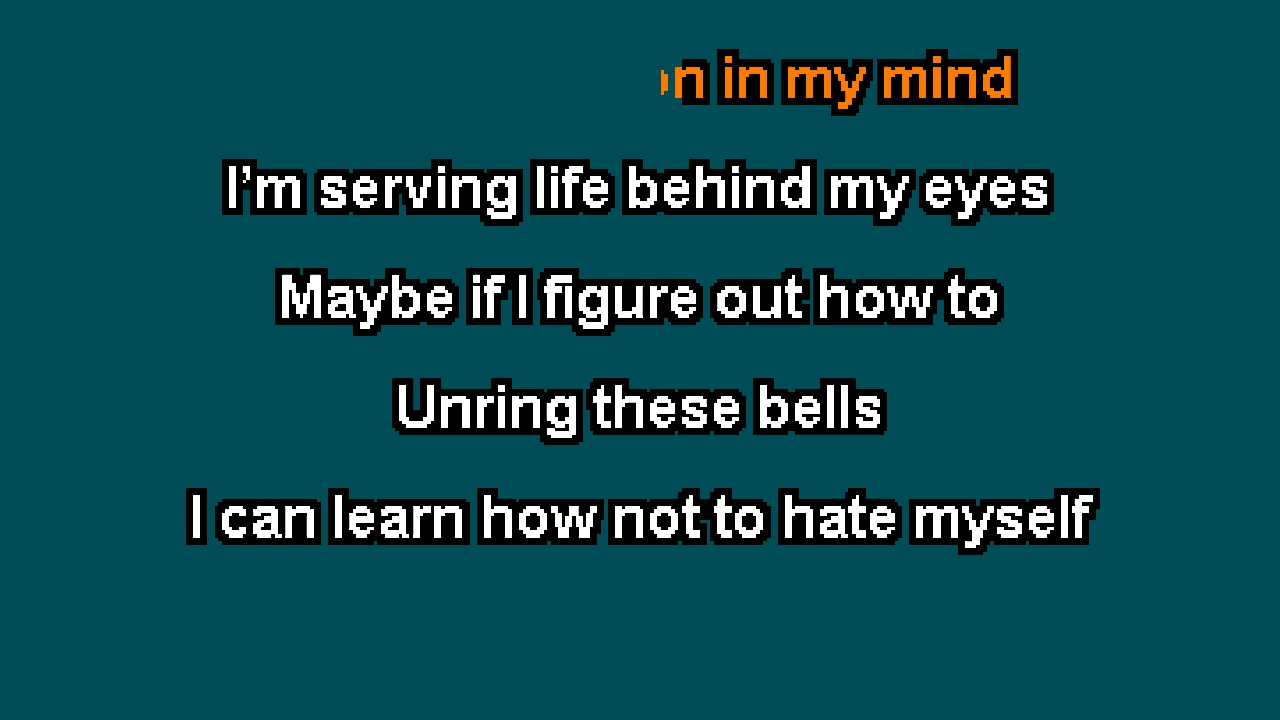 n in my mind
I'm serving life behind my eyes
Maybe if I figure out how to
Unring these bells
I can learn how not to hate myself